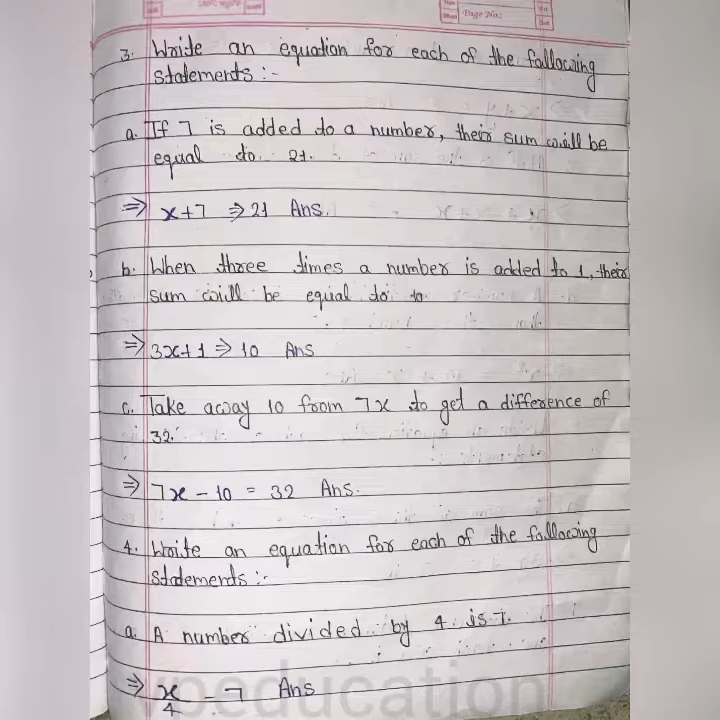 Page No:
3. Write an equation for each of the fallowing
statements :-
a. If 7 is added to a number, their sum will be
equal to 21.
⇒ x+7 ⇒ 21 Ans.
b. When three times a number is added to 1, their
sum will be equal to 10
⇒ 3x+1 ⇒ 10 Ans
c. Take away 10 from 7x to get a difference of
32.
⇒ 7x - 10 = 32 Ans.
4. Write an equation for each of the following
statements :-
a. A number divided by 4 is 7.
⇒ x/4 7 Ans
vpeducation